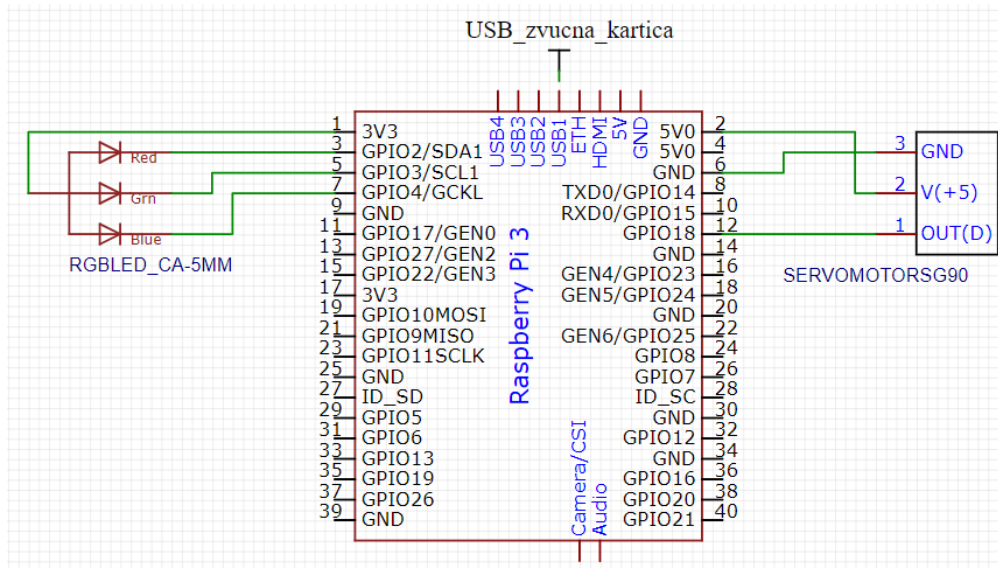 USB_zvucna_kartica
USB4 USB3 USB2 USB1 ETH HDMI 5V GND
1 3V3 5V0 2
3 GPIO2/SDA1 5V0 4
5 GPIO3/SCL1 GND 6
7 GPIO4/GCKL TXD0/GPIO14 8
9 GND RXD0/GPIO15 10
11 GPIO17/GEN0 GPIO18 12
13 GPIO27/GEN2 GND 14
15 GPIO22/GEN3 GEN4/GPIO23 16
17 3V3 GEN5/GPIO24 18
19 GPIO10MOSI GND 20
21 GPIO9MISO GEN6/GPIO25 22
23 GPIO11SCLK GPIO8 24
25 GND GPIO7 26
27 ID_SD ID_SC 28
29 GPIO5 GND 30
31 GPIO6 GPIO12 32
33 GPIO13 GND 34
35 GPIO19 GPIO16 36
37 GPIO26 GPIO20 38
39 GND GPIO21 40
Raspberry Pi 3
Camera/CSI
Audio
Red
Grn
Blue
RGBLED_CA-5MM
3 GND
2 V(+5)
1 OUT(D)
SERVOMOTORSG90